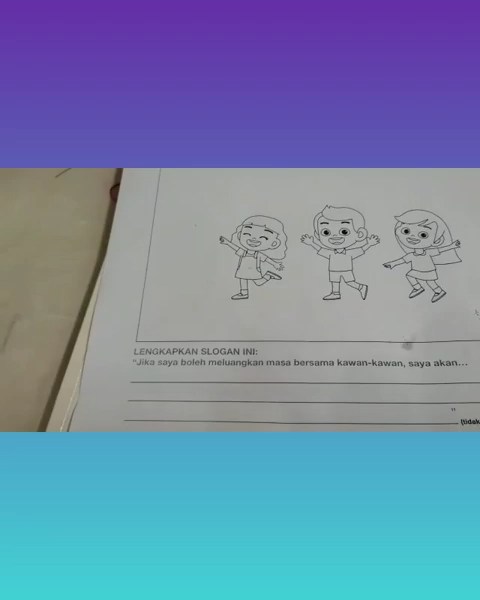 LENGKAPKAN SLOGAN INI:
"Jika saya boleh meluangkan masa bersama kawan-kawan, saya akan...
"
(tidak